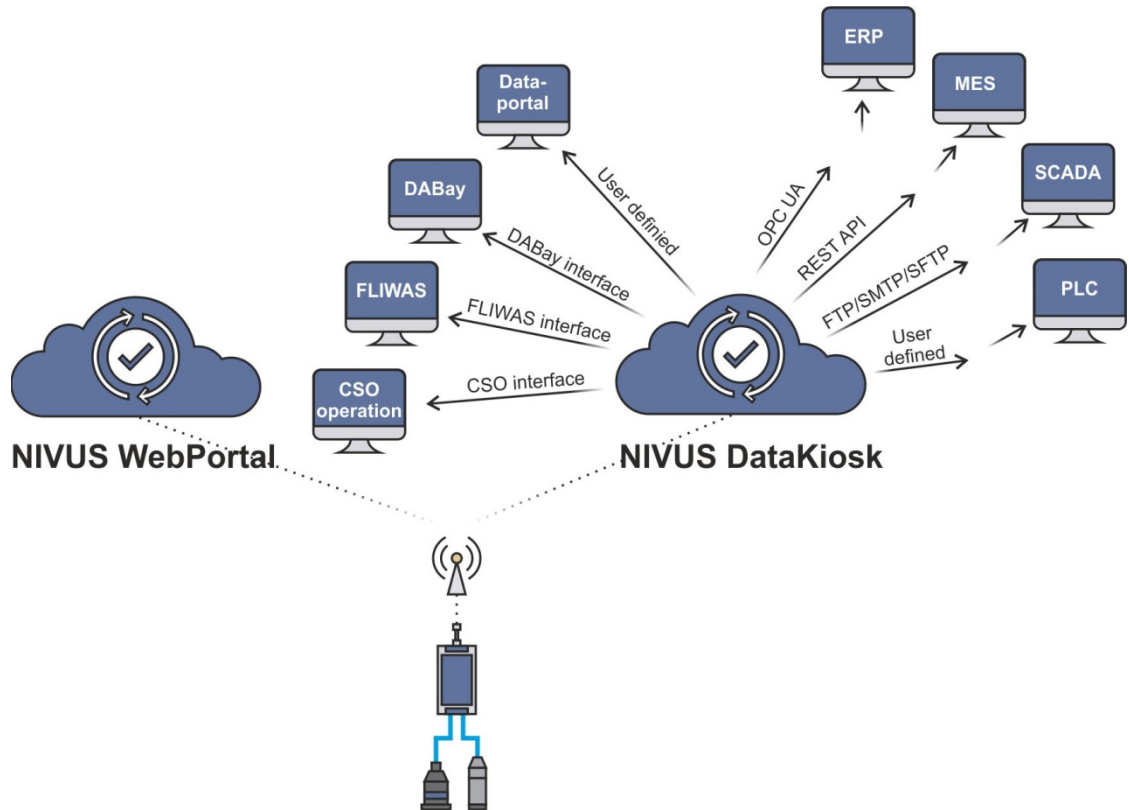 ERP
MES
Data-
portal
SCADA
DABay
User definied
OPC UA
REST API
DABay interface
FTP/SMTP/SFTP
FLIWAS
PLC
FLIWAS interface
User
defined
CSO interface
CSO
operation
NIVUS WebPortal
NIVUS DataKiosk